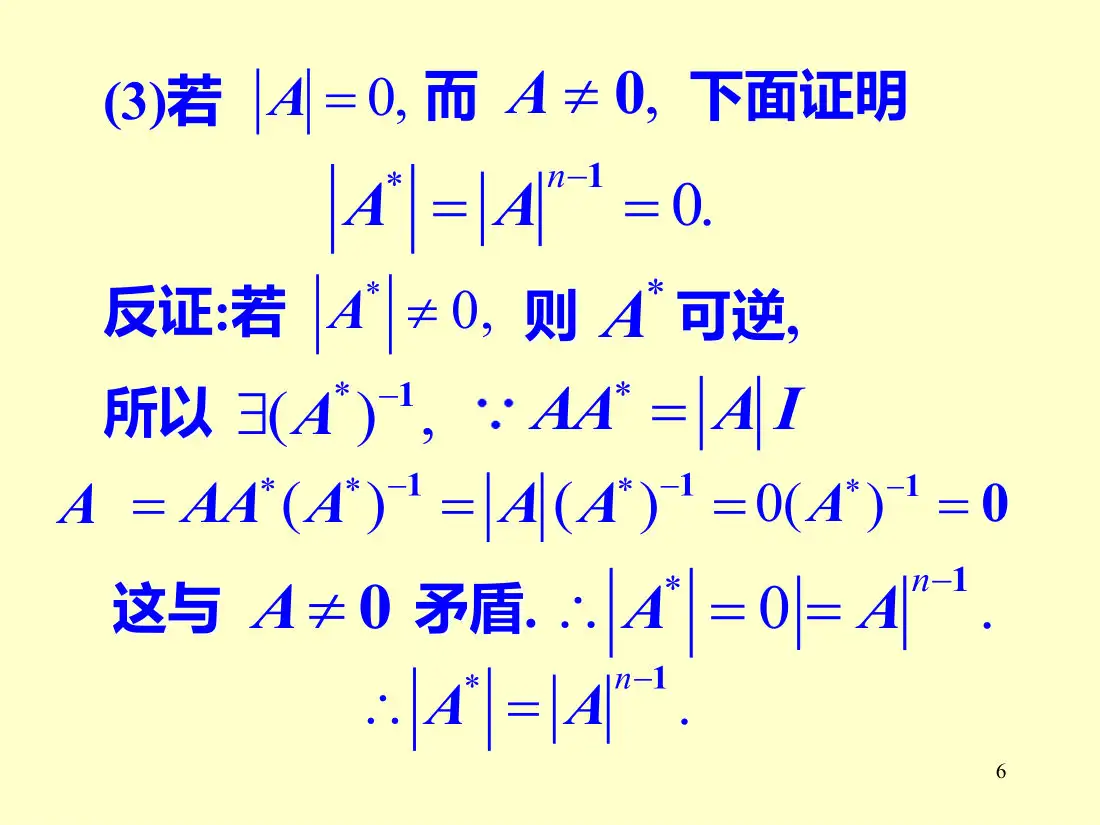 (3)若 |A| = 0, 而 A ≠ 0, 下面证明
|A*| = |A|ⁿ⁻¹ = 0.
反证:若 |A*| ≠ 0, 则 A* 可逆,
所以 ∃(A*)⁻¹, ∵ AA* = |A| I
A = AA*(A*)⁻¹ = |A|(A*)⁻¹ = 0(A*)⁻¹ = 0
这与 A ≠ 0 矛盾. ∴ |A*| = 0 |= A|ⁿ⁻¹ .
∴ |A*| = |A|ⁿ⁻¹ .
6